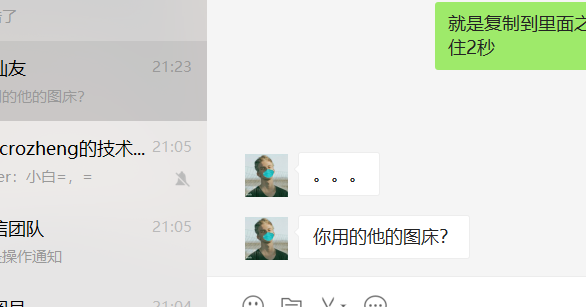 错了
就是复制到里面之
住2秒
仙友 21:23
用的他的图床?
crozheng的技术... 21:05
er：小白=，=
信团队 21:05
操作通知
21:04
。。。
你用的他的图床?